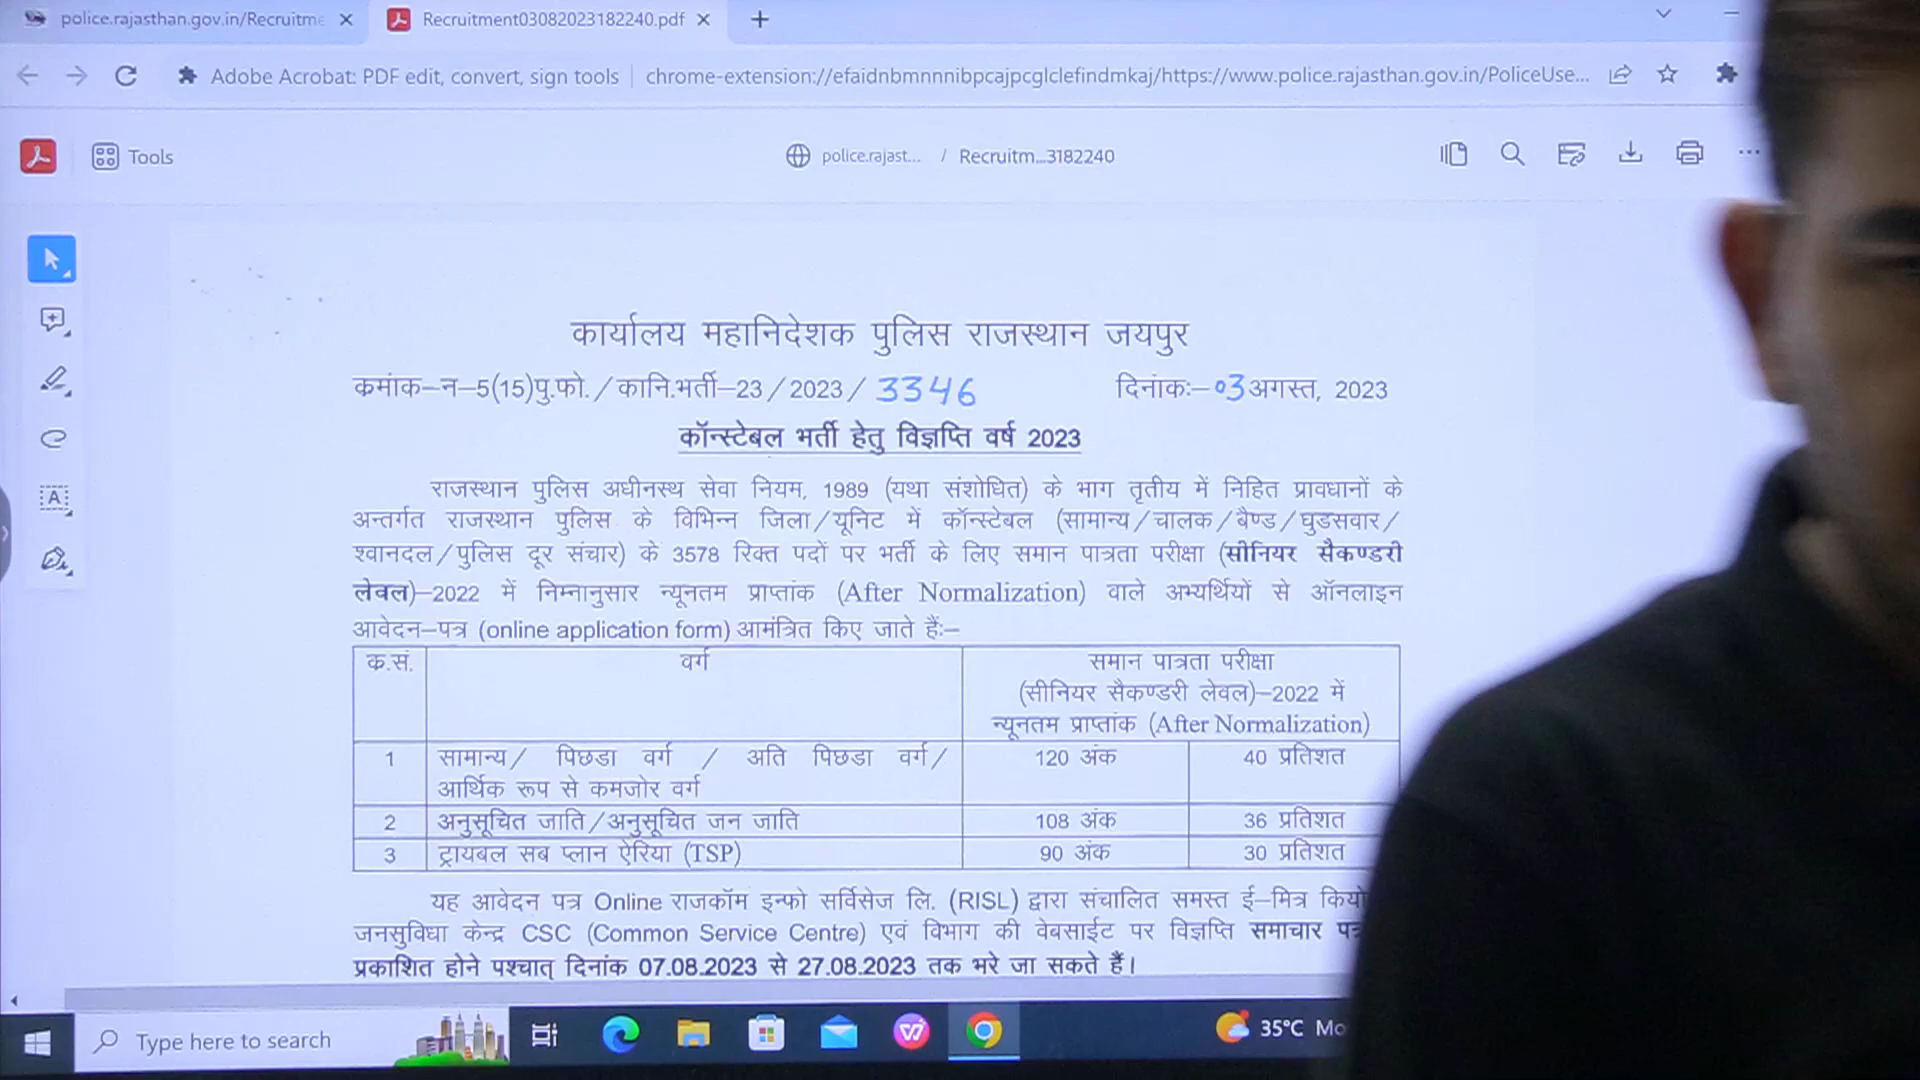 police.rajasthan.gov.in/Recruitme
Recruitment03082023182240.pdf
Adobe Acrobat: PDF edit, convert, sign tools
chrome-extension://efaidnbmnnnibpcajpcglclefindmkaj/https://www.police.rajasthan.gov.in/PoliceUse...
Tools
police.rajast... / Recruitm...3182240
कार्यालय महानिदेशक पुलिस राजस्थान जयपुर
क्रमांक–न–5(15)पु.फो./कानि.भर्ती–23/2023/ 3346 दिनांकः–03अगस्त, 2023
कॉन्स्टेबल भर्ती हेतु विज्ञप्ति वर्ष 2023
राजस्थान पुलिस अधीनस्थ सेवा नियम, 1989 (यथा संशोधित) के भाग तृतीय में निहित प्रावधानों के
अन्तर्गत राजस्थान पुलिस के विभिन्न जिला/यूनिट में कॉन्स्टेबल (सामान्य/चालक/बैण्ड/घुडसवार/
श्वानदल/पुलिस दूर संचार) के 3578 रिक्त पदों पर भर्ती के लिए समान पात्रता परीक्षा (सीनियर सैकण्डरी
लेवल)–2022 में निम्नानुसार न्यूनतम प्राप्तांक (After Normalization) वाले अभ्यर्थियों से ऑनलाइन
आवेदन–पत्र (online application form) आमंत्रित किए जाते हैं:–
क.सं. वर्ग समान पात्रता परीक्षा
(सीनियर सैकण्डरी लेवल)–2022 में
न्यूनतम प्राप्तांक (After Normalization)
1 सामान्य/ पिछडा वर्ग / अति पिछडा वर्ग/ 120 अंक 40 प्रतिशत
आर्थिक रूप से कमजोर वर्ग
2 अनुसूचित जाति/अनुसूचित जन जाति 108 अंक 36 प्रतिशत
3 ट्रायबल सब प्लान ऐरिया (TSP) 90 अंक 30 प्रतिशत
यह आवेदन पत्र Online राजकॉम इन्फो सर्विसेज लि. (RISL) द्वारा संचालित समस्त ई–मित्र
जनसुविधा केन्द्र CSC (Common Service Centre) एवं विभाग की वेबसाईट पर विज्ञप्ति समाचार
प्रकाशित होने पश्चात् दिनांक 07.08.2023 से 27.08.2023 तक भरे जा सकते हैं।
Type here to search
35°C